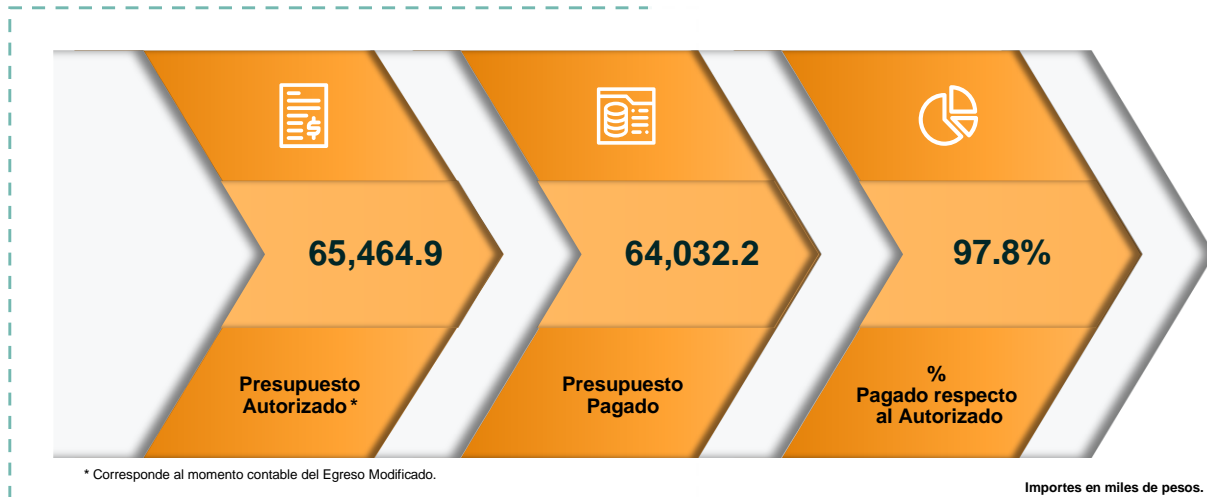 65,464.9
64,032.2
97.8%
Presupuesto
Autorizado *
Presupuesto
Pagado
%
Pagado respecto
al Autorizado
* Corresponde al momento contable del Egreso Modificado.
Importes en miles de pesos.